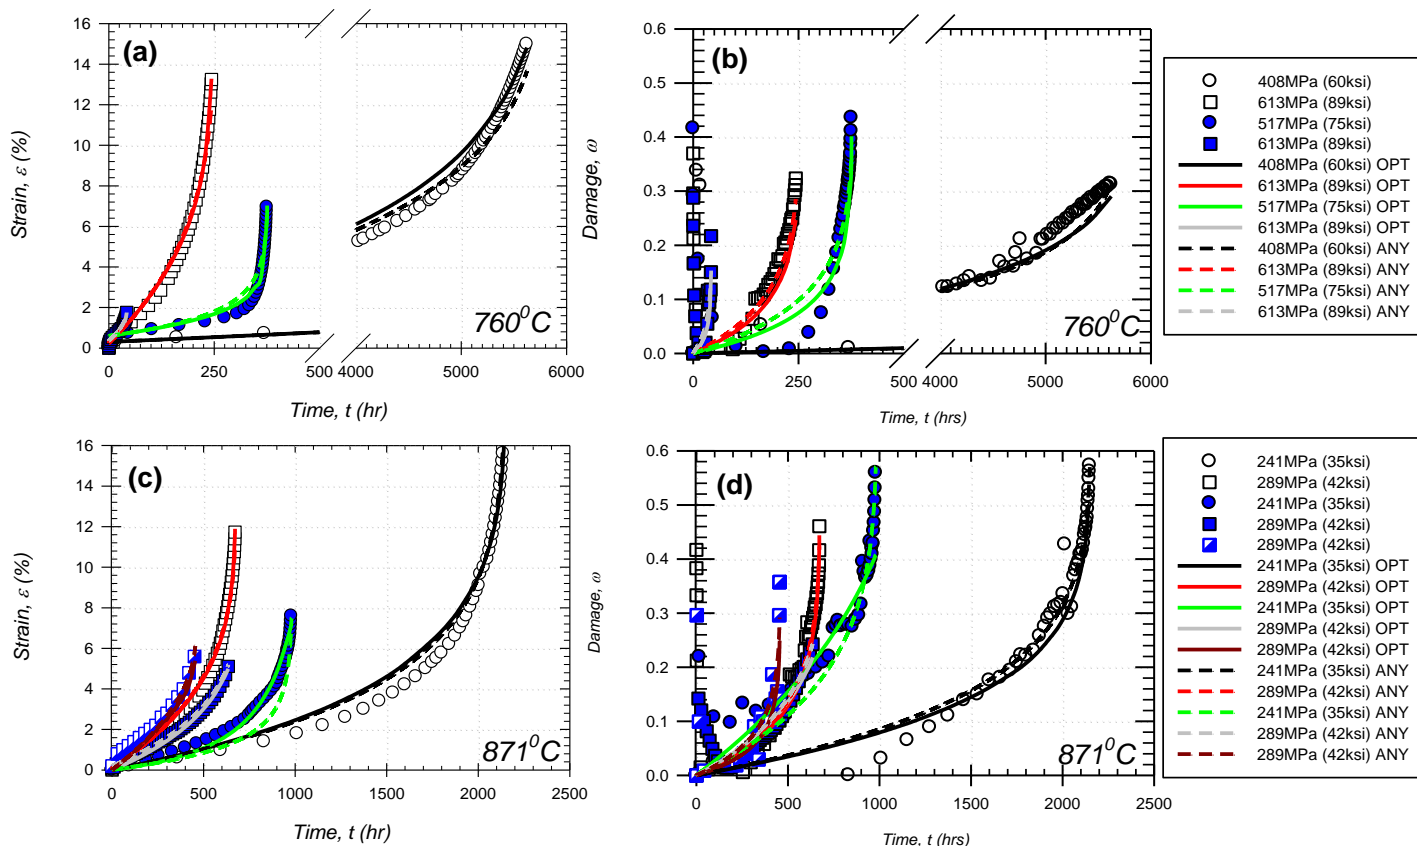 16
14
12
10
8
6
4
2
0
Strain, ε (%)
(a)
760⁰C
0
250
500
4000
5000
6000
Time, t (hr)
0.6
0.5
0.4
0.3
0.2
0.1
0.0
Damage, ω
(b)
760⁰C
0
250
500
4000
5000
6000
Time, t (hrs)
408MPa (60ksi)
613MPa (89ksi)
517MPa (75ksi)
613MPa (89ksi)
408MPa (60ksi) OPT
613MPa (89ksi) OPT
517MPa (75ksi) OPT
613MPa (89ksi) OPT
408MPa (60ksi) ANY
613MPa (89ksi) ANY
517MPa (75ksi) ANY
613MPa (89ksi) ANY
16
14
12
10
8
6
4
2
0
Strain, ε (%)
(c)
871⁰C
0
500
1000
1500
2000
2500
Time, t (hr)
0.6
0.5
0.4
0.3
0.2
0.1
0.0
Damage, ω
(d)
871⁰C
0
500
1000
1500
2000
2500
Time, t (hrs)
241MPa (35ksi)
289MPa (42ksi)
241MPa (35ksi)
289MPa (42ksi)
289MPa (42ksi)
241MPa (35ksi) OPT
289MPa (42ksi) OPT
241MPa (35ksi) OPT
289MPa (42ksi) OPT
289MPa (42ksi) OPT
241MPa (35ksi) ANY
289MPa (42ksi) ANY
241MPa (35ksi) ANY
289MPa (42ksi) ANY
289MPa (42ksi) ANY